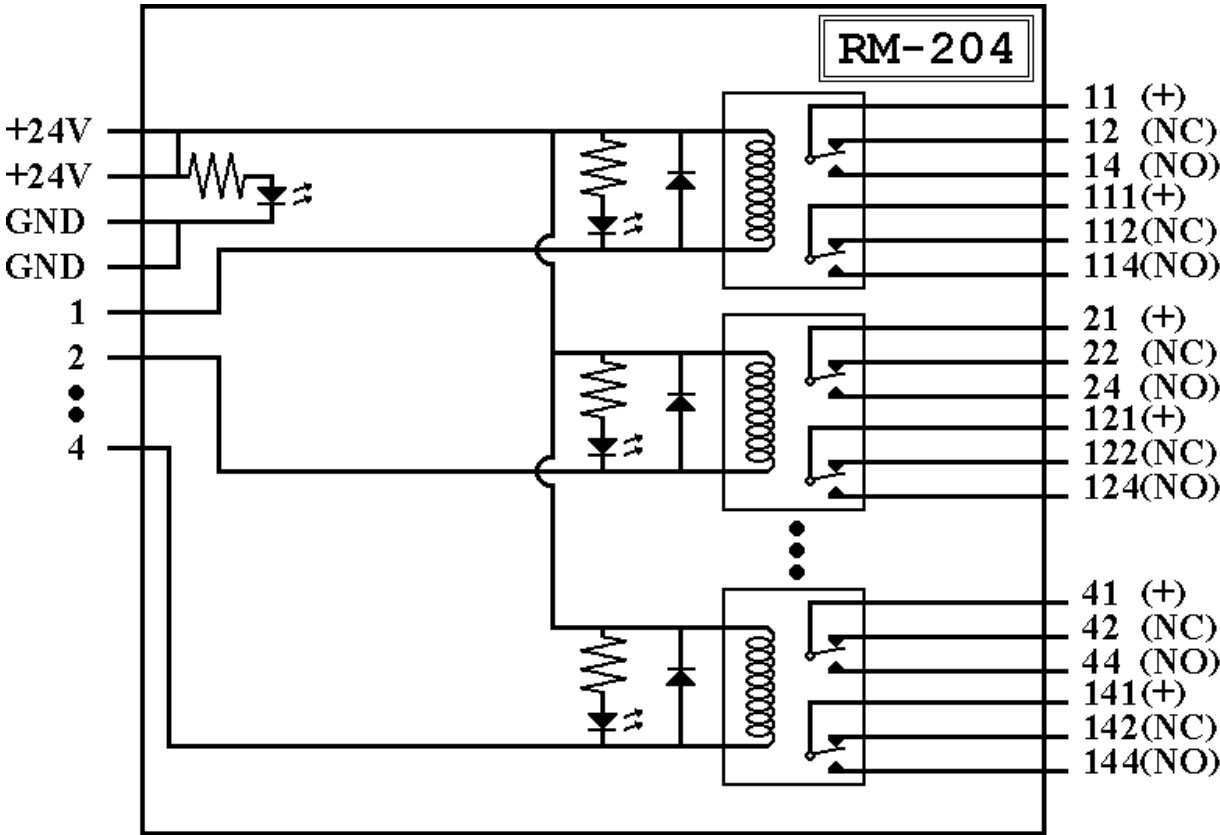 RM-204
+24V
+24V
GND
GND
1
2
4
11 (+)
12 (NC)
14 (NO)
111(+)
112(NC)
114(NO)
21 (+)
22 (NC)
24 (NO)
121(+)
122(NC)
124(NO)
41 (+)
42 (NC)
44 (NO)
141(+)
142(NC)
144(NO)